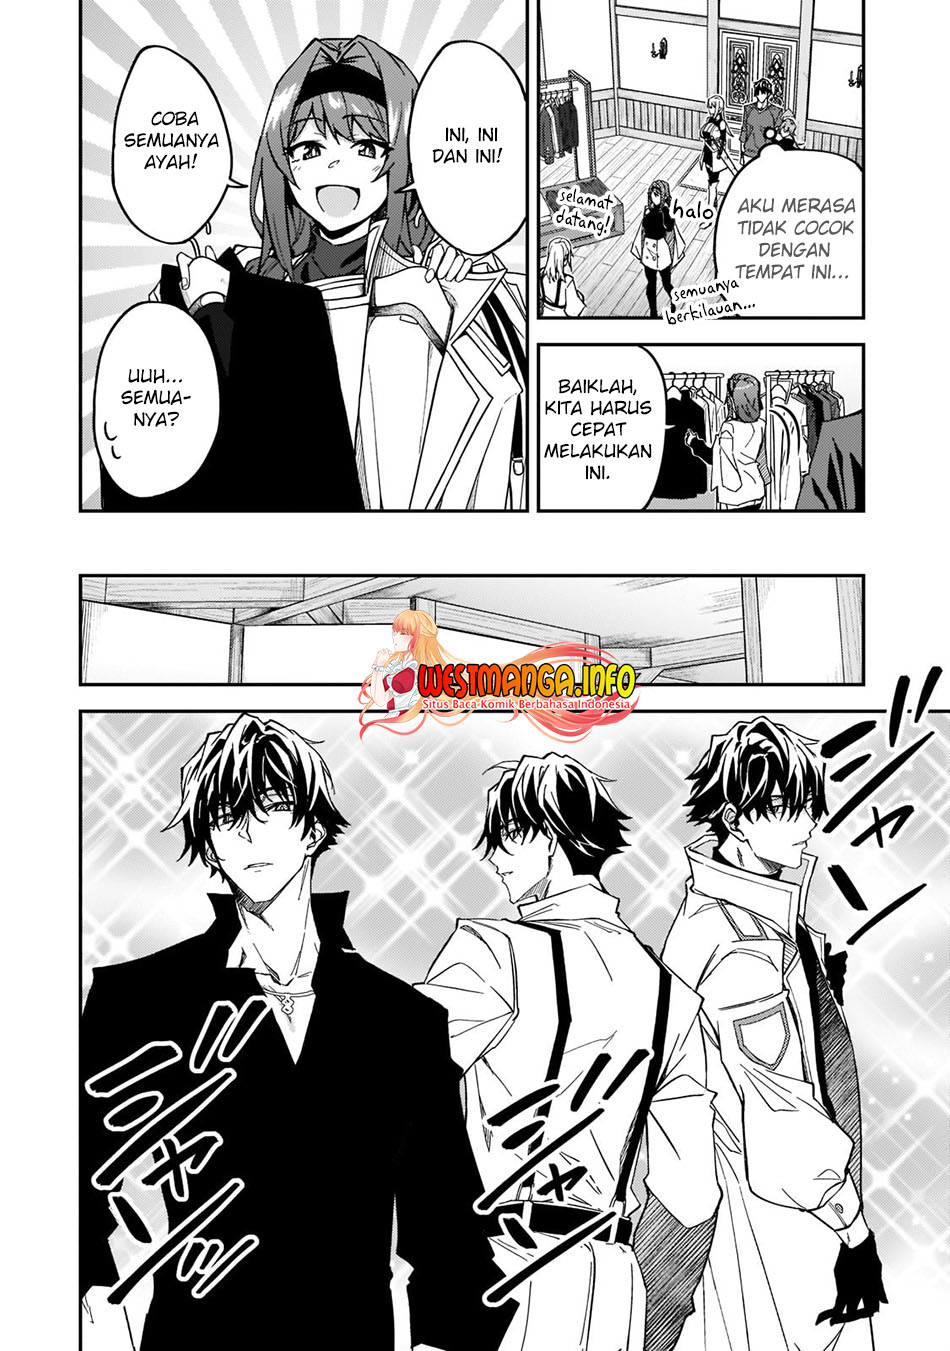 selamat
datang!
halo
AKU MERASA
TIDAK COCOK
DENGAN
TEMPAT INI...
semuanya
berkilauan...
BAIKLAH,
KITA HARUS
CEPAT
MELAKUKAN
INI.
INI, INI
DAN INI!
COBA
SEMUANYA
AYAH!
UUH...
SEMUA-
NYA?
WESTMANGA.INFO
Situs Baca Komik Berbahasa Indonesia
ジャーン
ジャーン
ジャーン